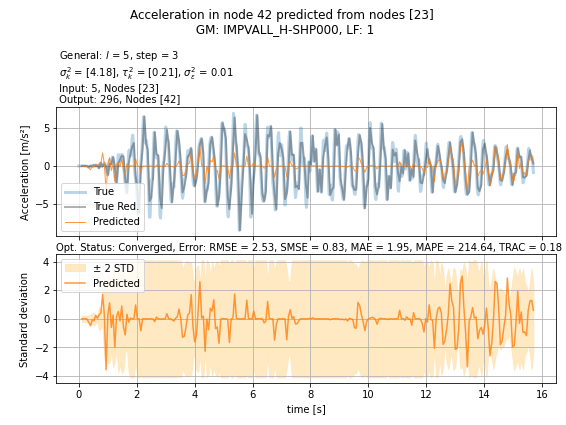 Acceleration in node 42 predicted from nodes [23]
GM: IMPVALL_H-SHP000, LF: 1
General: l = 5, step = 3
σ²ₖ = [4.18], τ²ₖ = [0.21], σ²ᵣ = 0.01
Input: 5, Nodes [23]
Output: 296, Nodes [42]
Acceleration [m/s²]
5
0
−5
True
True Red.
Predicted
Opt. Status: Converged, Error: RMSE = 2.53, SMSE = 0.83, MAE = 1.95, MAPE = 214.64, TRAC = 0.18
Standard deviation
4
2
0
−2
−4
± 2 STD
Predicted
0 2 4 6 8 10 12 14 16
time [s]